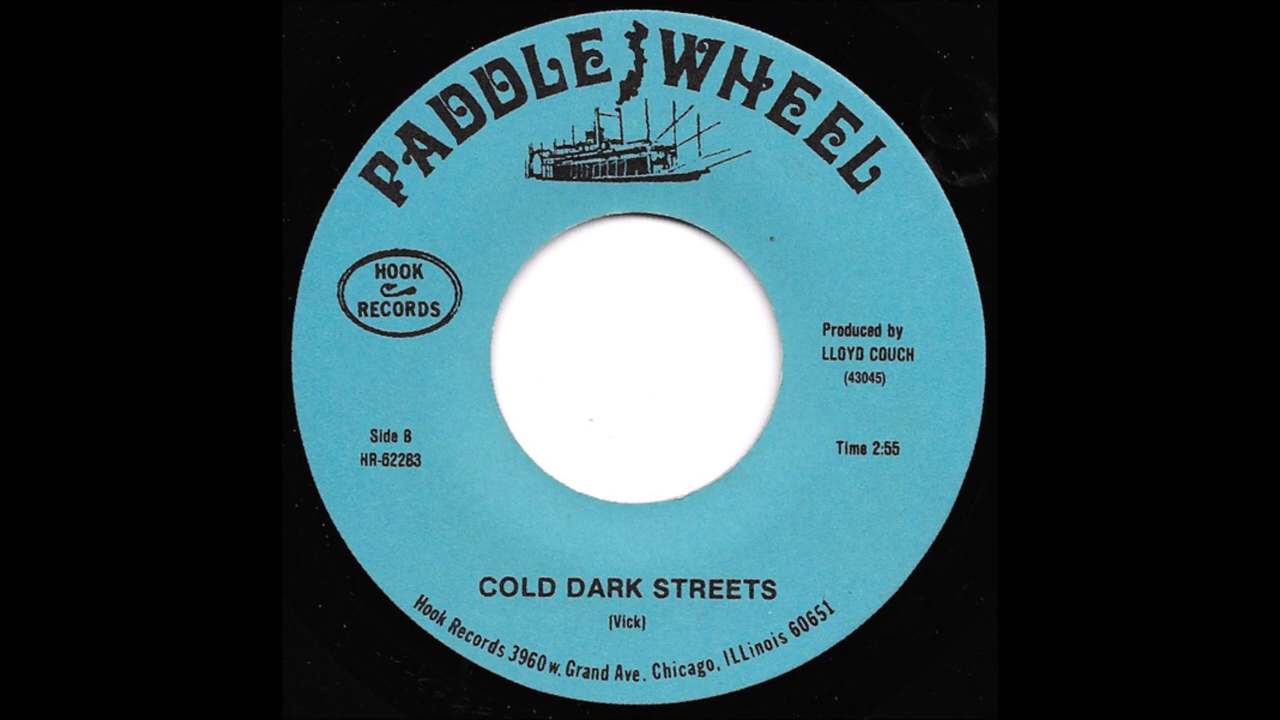 PADDLE WHEEL
HOOK
RECORDS
Produced by
LLOYD COUCH
(43045)
Side B
HR-62283
Time 2:55
COLD DARK STREETS
(Vick)
Hook Records 3960 w. Grand Ave. Chicago, ILLinois 60651